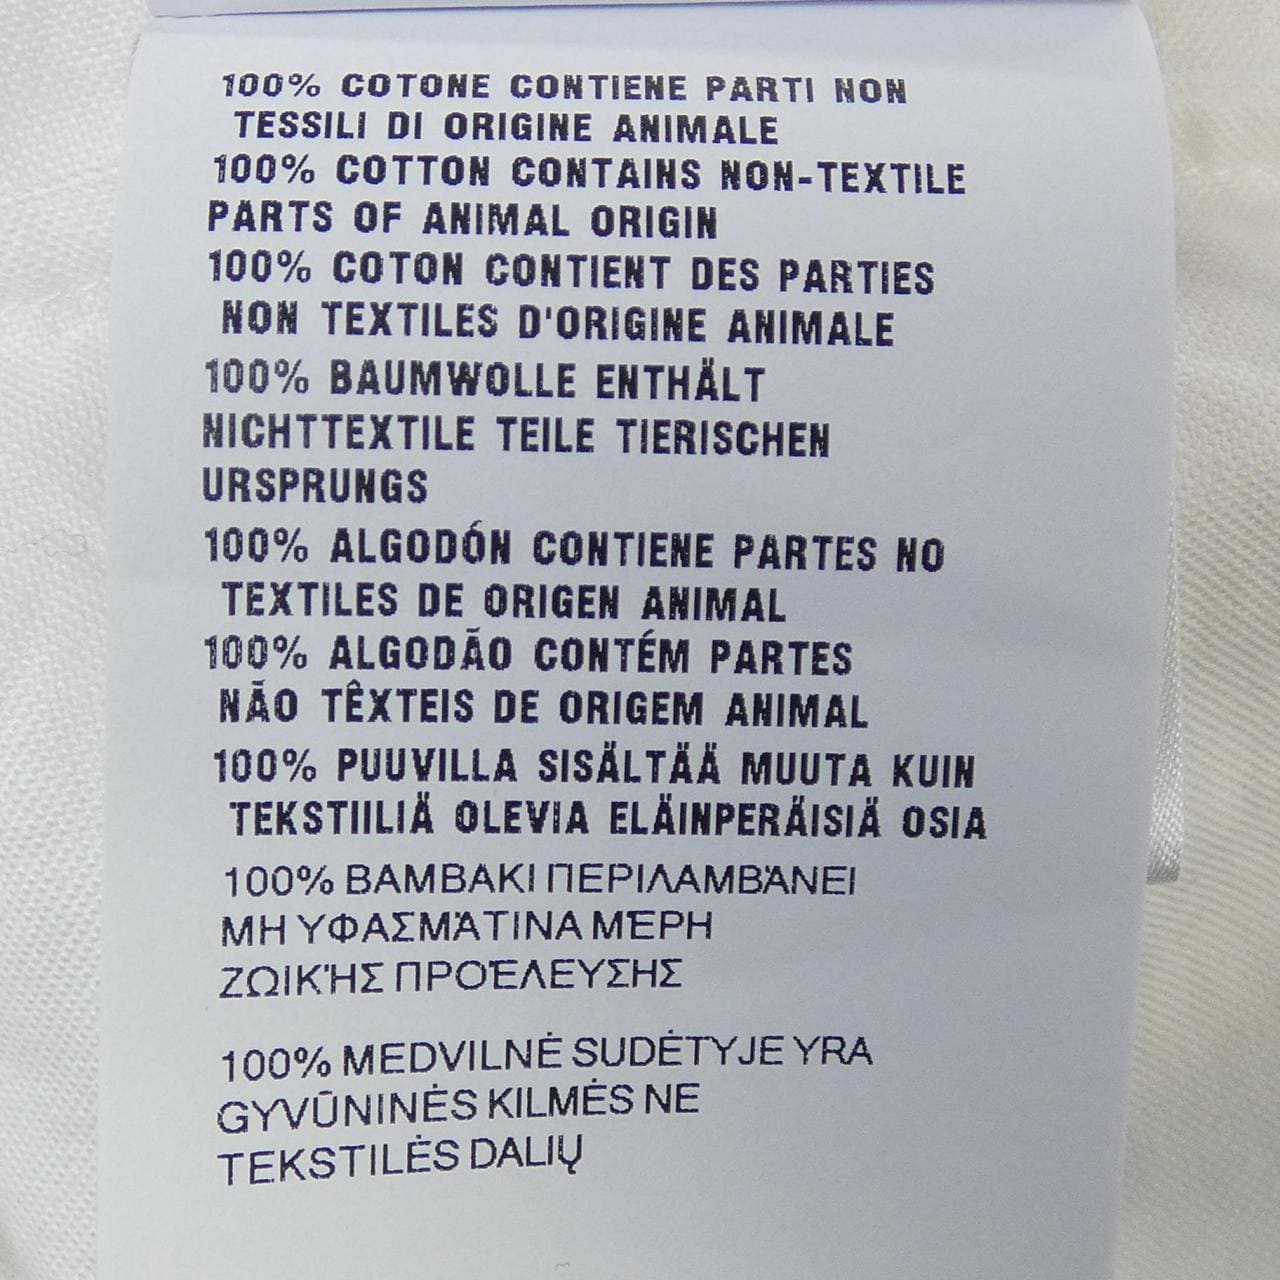 100% COTONE CONTIENE PARTI NON
TESSILI DI ORIGINE ANIMALE
100% COTTON CONTAINS NON-TEXTILE
PARTS OF ANIMAL ORIGIN
100% COTON CONTIENT DES PARTIES
NON TEXTILES D'ORIGINE ANIMALE
100% BAUMWOLLE ENTHÄLT
NICHTTEXTILE TEILE TIERISCHEN
URSPRUNGS
100% ALGODÓN CONTIENE PARTES NO
TEXTILES DE ORIGEN ANIMAL
100% ALGODÃO CONTÉM PARTES
NÃO TÊXTEIS DE ORIGEM ANIMAL
100% PUUVILLA SISÄLTÄÄ MUUTA KUIN
TEKSTIILIÄ OLEVIA ELÄINPERÄISIÄ OSIA
100% ΒΑΜΒΑΚΙ ΠΕΡΙΛΑΜΒΆΝΕΙ
ΜΗ ΥΦΑΣΜΆΤΙΝΑ ΜΈΡΗ
ΖΩΙΚΉΣ ΠΡΟΈΛΕΥΣΗΣ
100% MEDVILNĖ SUDĖTYJE YRA
GYVŪNINĖS KILMĖS NE
TEKSTILĖS DALIŲ